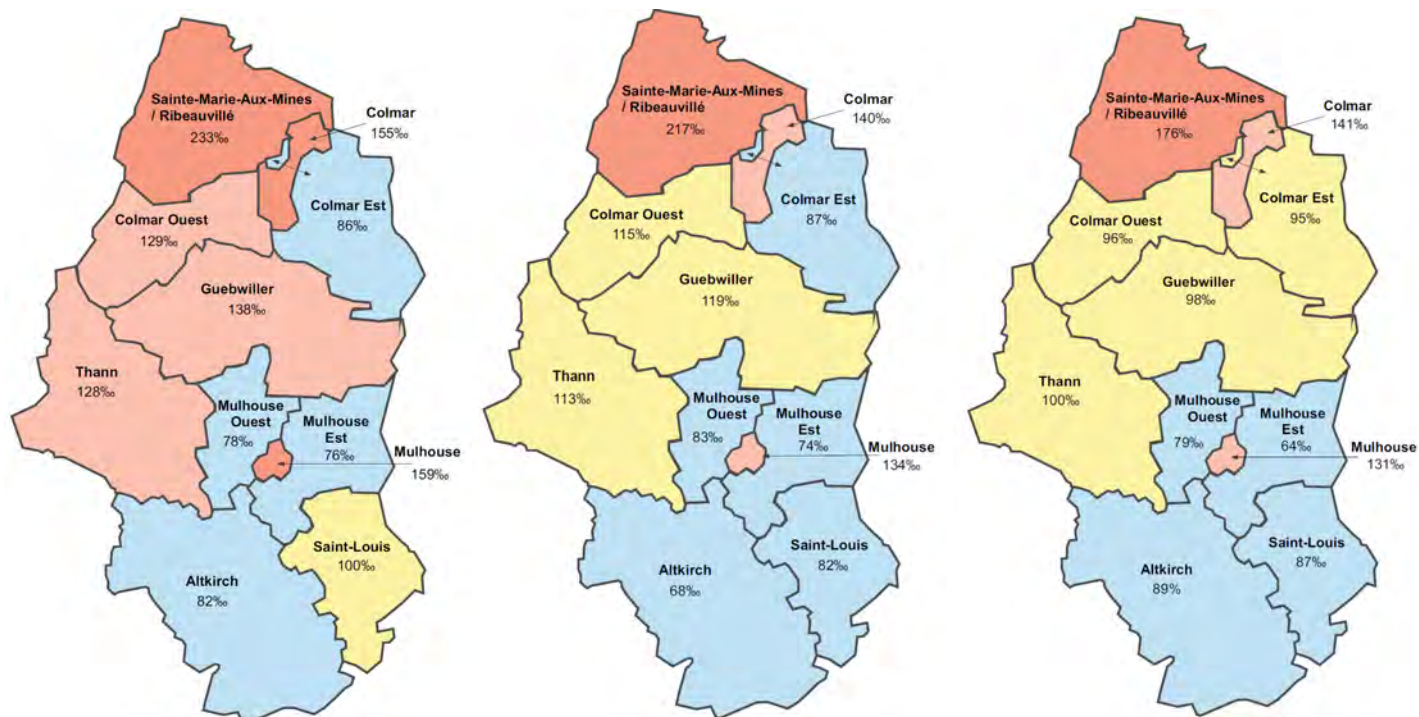 Sainte-Marie-Aux-Mines
/ Ribeauvillé
233‰
Colmar
155‰
Colmar Ouest
129‰
Colmar Est
86‰
Guebwiller
138‰
Thann
128‰
Mulhouse
Ouest
78‰
Mulhouse
Est
76‰
Mulhouse
159‰
Saint-Louis
100‰
Altkirch
82‰
Sainte-Marie-Aux-Mines
/ Ribeauvillé
217‰
Colmar
140‰
Colmar Ouest
115‰
Colmar Est
87‰
Guebwiller
119‰
Thann
113‰
Mulhouse
Ouest
83‰
Mulhouse
Est
74‰
Mulhouse
134‰
Saint-Louis
82‰
Altkirch
68‰
Sainte-Marie-Aux-Mines
/ Ribeauvillé
176‰
Colmar
141‰
Colmar Ouest
96‰
Colmar Est
95‰
Guebwiller
98‰
Thann
100‰
Mulhouse
Ouest
79‰
Mulhouse
Est
64‰
Mulhouse
131‰
Saint-Louis
87‰
Altkirch
89%